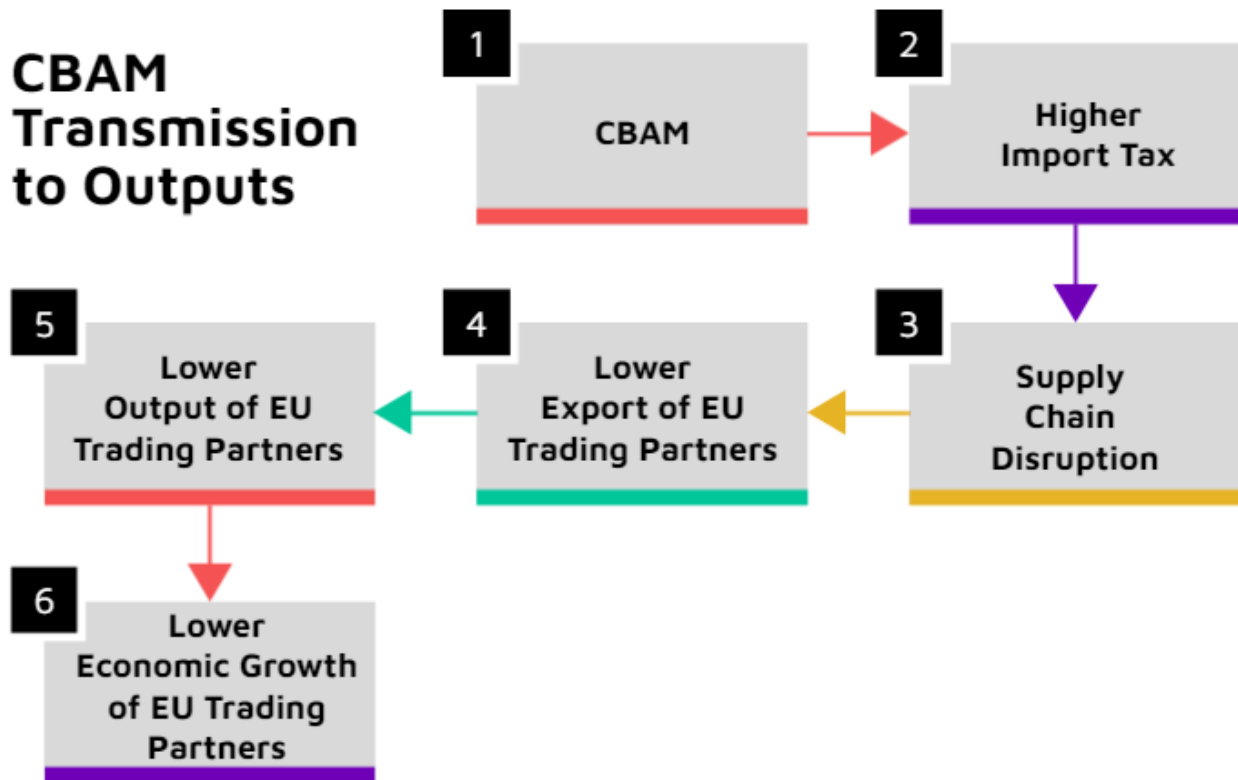 CBAM
Transmission
to Outputs
1
CBAM
2
Higher
Import Tax
3
Supply
Chain
Disruption
4
Lower
Export of EU
Trading Partners
5
Lower
Output of EU
Trading Partners
6
Lower
Economic Growth
of EU Trading
Partners